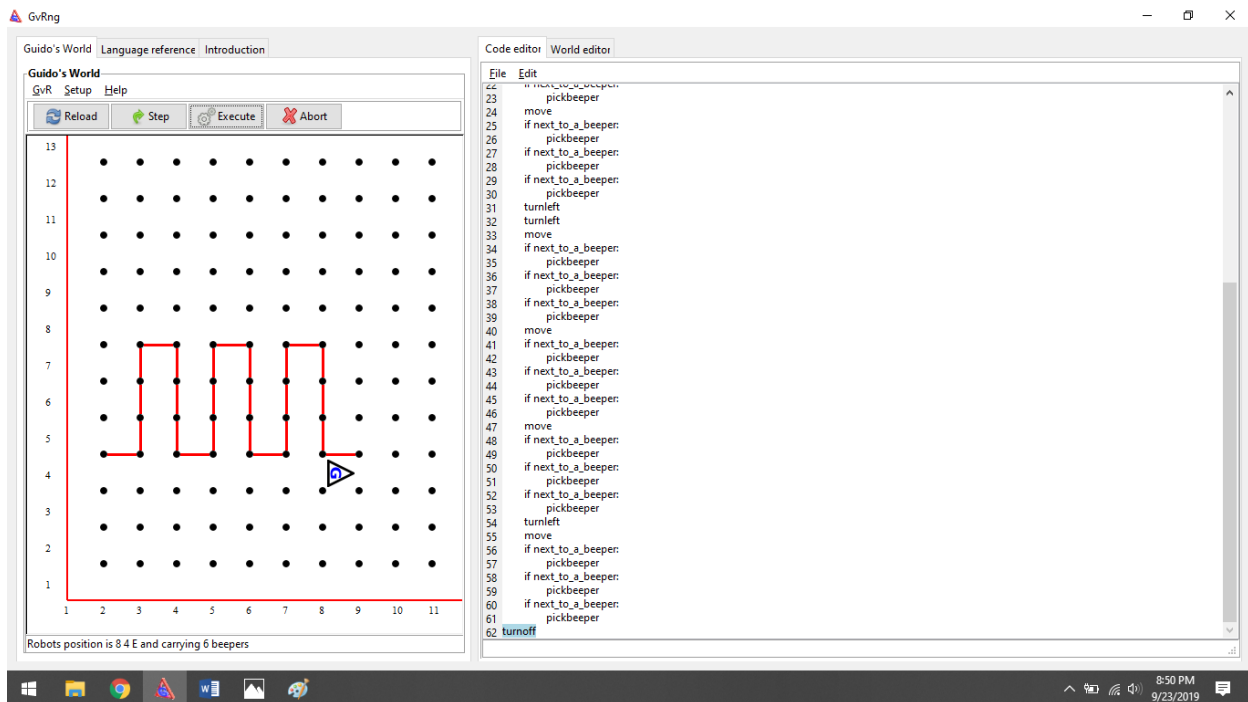 GvRng
Guido's World Language reference Introduction
Guido's World
GvR Setup Help
Reload Step Execute Abort
13
12
11
10
9
8
7
6
5
4
3
2
1
1 2 3 4 5 6 7 8 9 10 11
G
Robots position is 8 4 E and carrying 6 beepers
Code editor World editor
File Edit
22 if next_to_a_beeper:
23 pickbeeper
24 move
25 if next_to_a_beeper:
26 pickbeeper
27 if next_to_a_beeper:
28 pickbeeper
29 if next_to_a_beeper:
30 pickbeeper
31 turnleft
32 turnleft
33 move
34 if next_to_a_beeper:
35 pickbeeper
36 if next_to_a_beeper:
37 pickbeeper
38 if next_to_a_beeper:
39 pickbeeper
40 move
41 if next_to_a_beeper:
42 pickbeeper
43 if next_to_a_beeper:
44 pickbeeper
45 if next_to_a_beeper:
46 pickbeeper
47 move
48 if next_to_a_beeper:
49 pickbeeper
50 if next_to_a_beeper:
51 pickbeeper
52 if next_to_a_beeper:
53 pickbeeper
54 turnleft
55 move
56 if next_to_a_beeper:
57 pickbeeper
58 if next_to_a_beeper:
59 pickbeeper
60 if next_to_a_beeper:
61 pickbeeper
62 turnoff
8:50 PM
9/23/2019